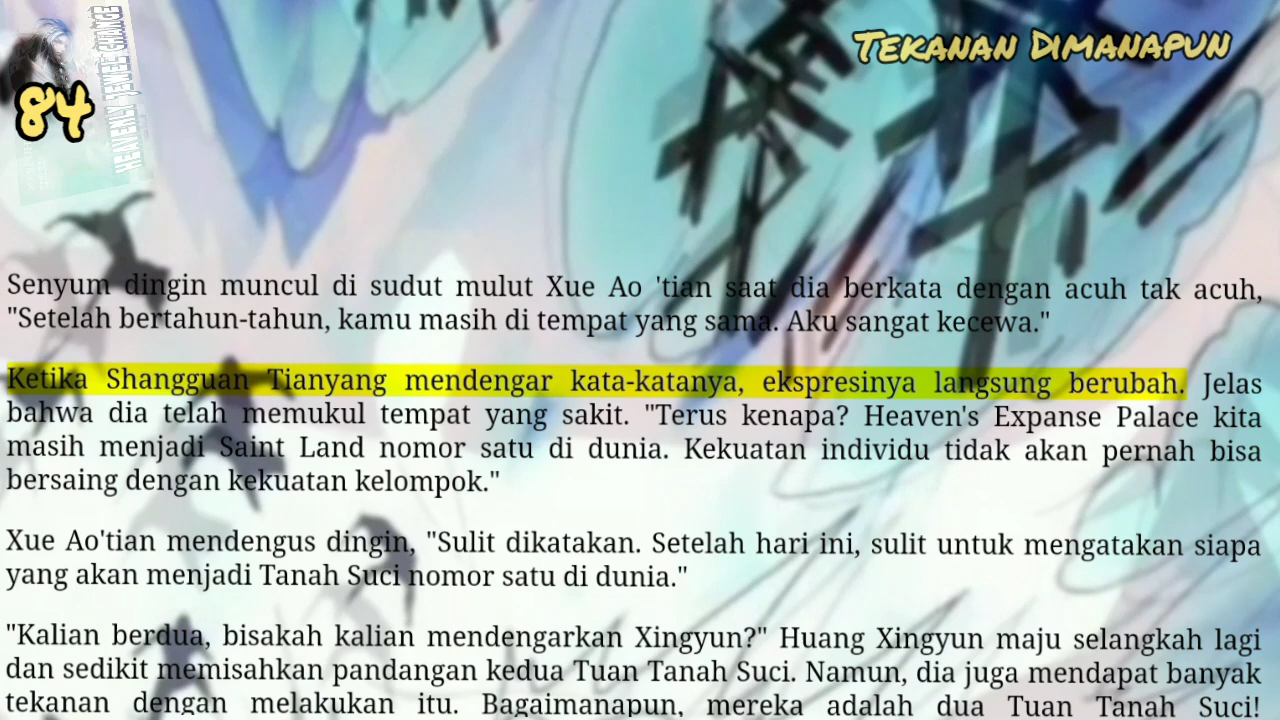 HEAVENLY JEWEL CHANGE
TEKANAN DIMANAPUN
84
Senyum dingin muncul di sudut mulut Xue Ao 'tian saat dia berkata dengan acuh tak acuh,
"Setelah bertahun-tahun, kamu masih di tempat yang sama. Aku sangat kecewa."
Ketika Shangguan Tianyang mendengar kata-katanya, ekspresinya langsung berubah. Jelas
bahwa dia telah memukul tempat yang sakit. "Terus kenapa? Heaven's Expanse Palace kita
masih menjadi Saint Land nomor satu di dunia. Kekuatan individu tidak akan pernah bisa
bersaing dengan kekuatan kelompok."
Xue Ao'tian mendengus dingin, "Sulit dikatakan. Setelah hari ini, sulit untuk mengatakan siapa
yang akan menjadi Tanah Suci nomor satu di dunia."
"Kalian berdua, bisakah kalian mendengarkan Xingyun?" Huang Xingyun maju selangkah lagi
dan sedikit memisahkan pandangan kedua Tuan Tanah Suci. Namun, dia juga mendapat banyak
tekanan dengan melakukan itu. Bagaimanapun, mereka adalah dua Tuan Tanah Suci!